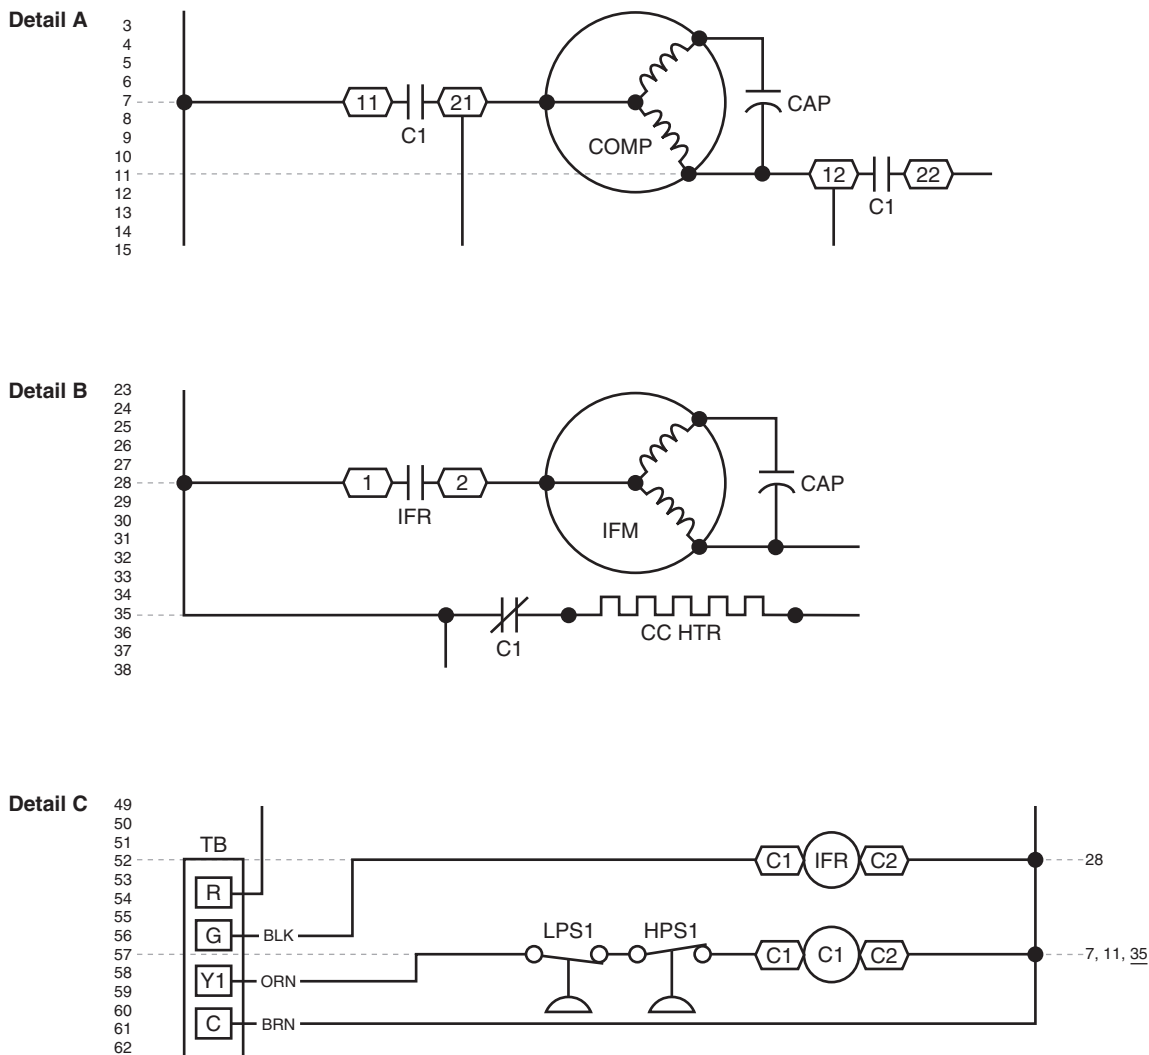 Detail A
3
4
5
6
7
8
9
10
11
12
13
14
15
11
21
C1
COMP
CAP
12
22
C1
Detail B
23
24
25
26
27
28
29
30
31
32
33
34
35
36
37
38
1
2
IFR
IFM
CAP
C1
CC HTR
Detail C
49
50
51
52
53
54
55
56
57
58
59
60
61
62
TB
R
G
BLK
Y1
ORN
C
BRN
C1
IFR
C2
28
LPS1
HPS1
C1
C1
C2
7, 11, 35